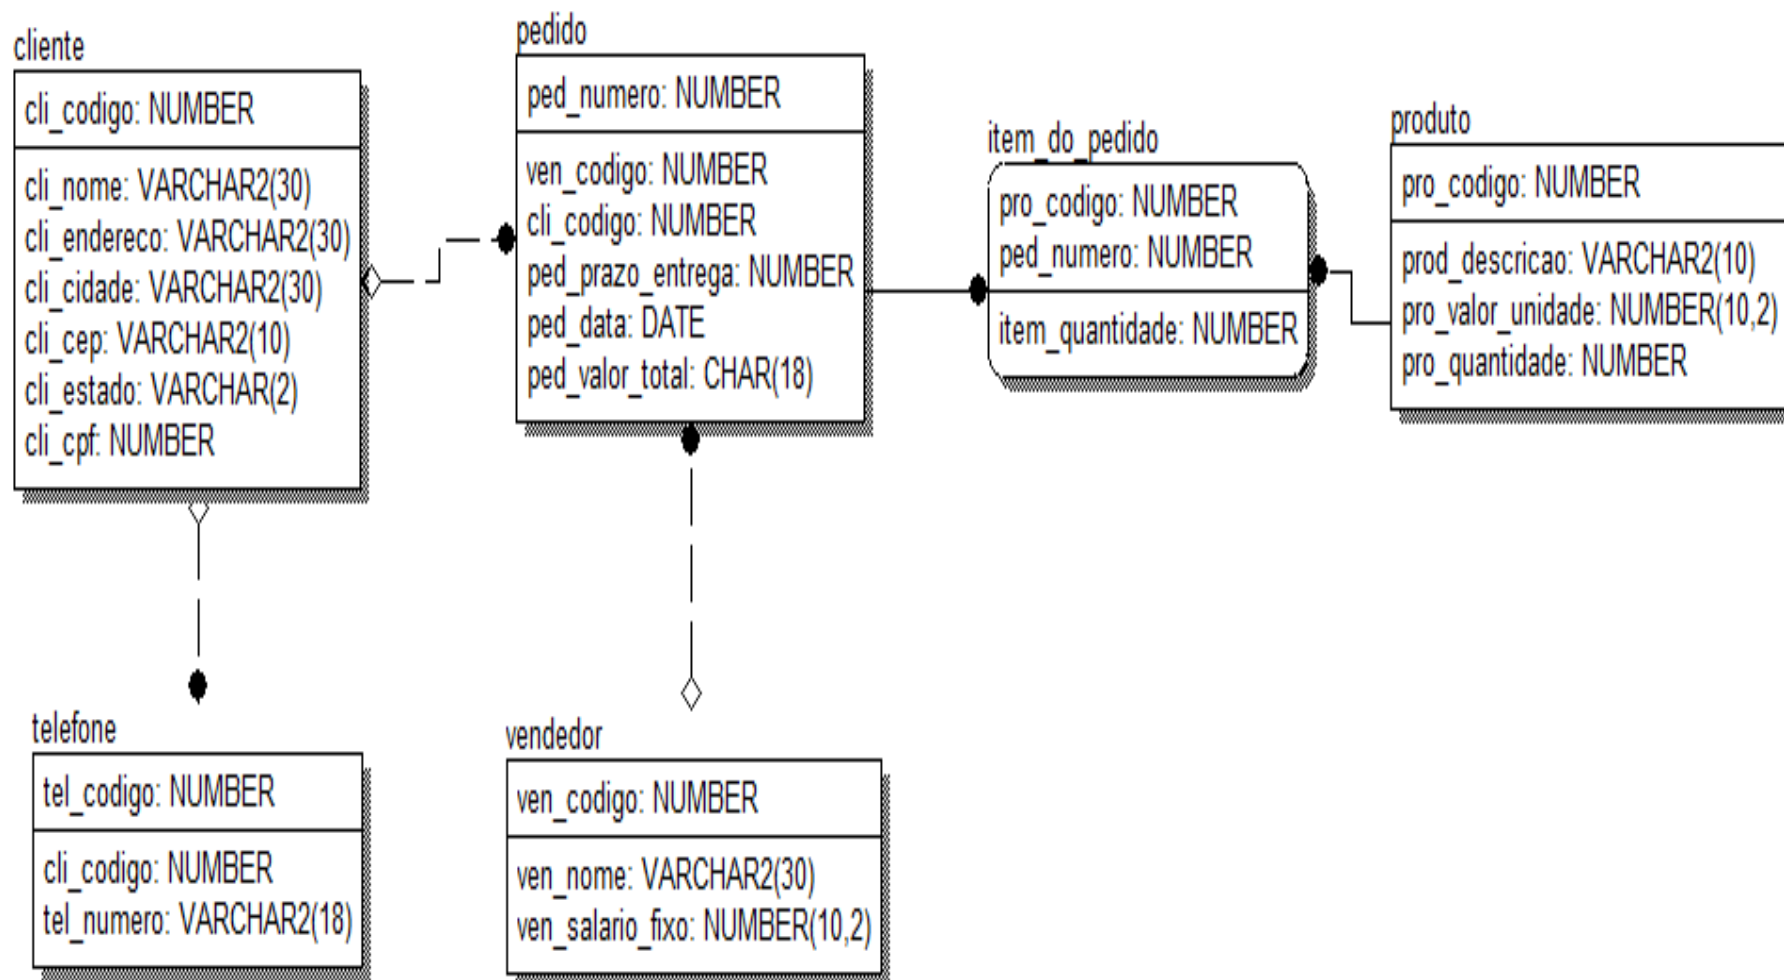 cliente
cli_codigo: NUMBER
cli_nome: VARCHAR2(30)
cli_endereco: VARCHAR2(30)
cli_cidade: VARCHAR2(30)
cli_cep: VARCHAR2(10)
cli_estado: VARCHAR(2)
cli_cpf: NUMBER
pedido
ped_numero: NUMBER
ven_codigo: NUMBER
cli_codigo: NUMBER
ped_prazo_entrega: NUMBER
ped_data: DATE
ped_valor_total: CHAR(18)
item_do_pedido
pro_codigo: NUMBER
ped_numero: NUMBER
item_quantidade: NUMBER
produto
pro_codigo: NUMBER
prod_descricao: VARCHAR2(10)
pro_valor_unidade: NUMBER(10,2)
pro_quantidade: NUMBER
telefone
tel_codigo: NUMBER
cli_codigo: NUMBER
tel_numero: VARCHAR2(18)
vendedor
ven_codigo: NUMBER
ven_nome: VARCHAR2(30)
ven_salario_fixo: NUMBER(10,2)